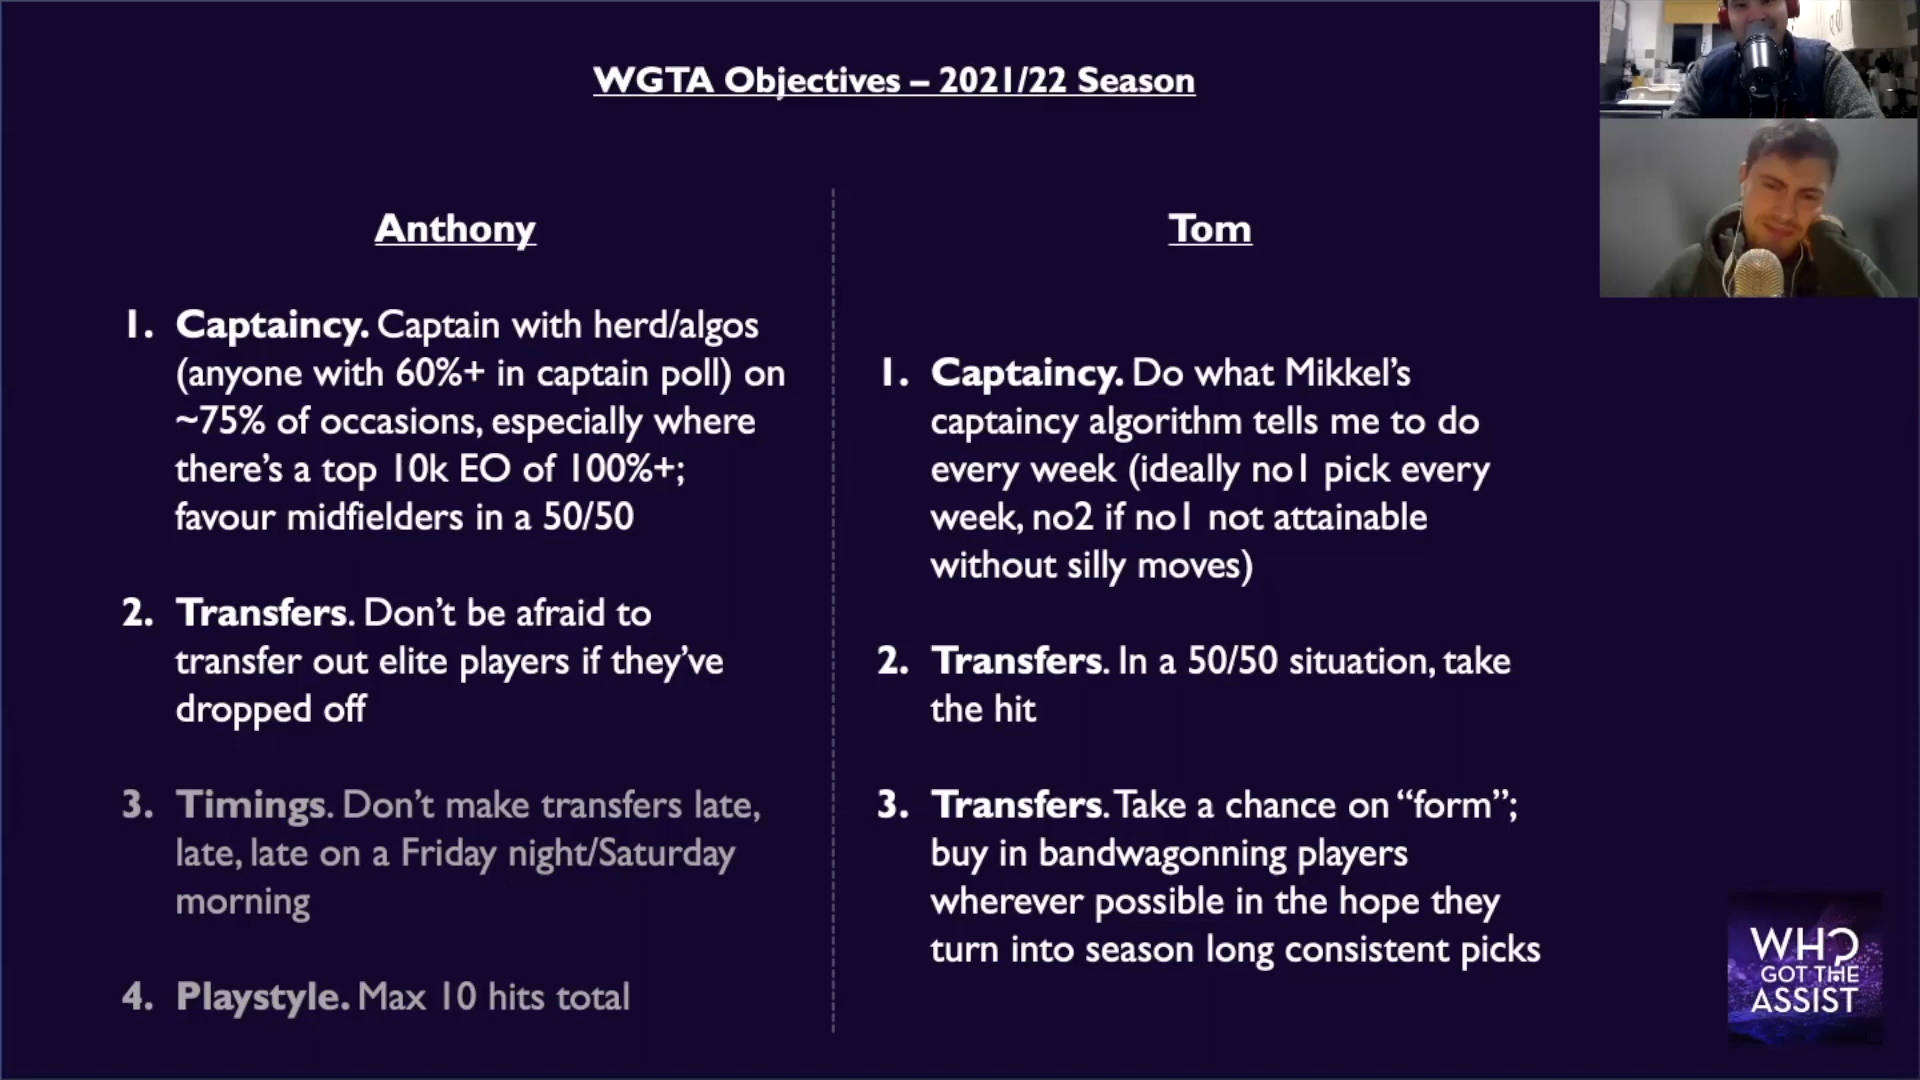 WGTA Objectives – 2021/22 Season
Anthony
1. Captaincy. Captain with herd/algos
(anyone with 60%+ in captain poll) on
~75% of occasions, especially where
there's a top 10k EO of 100%+;
favour midfielders in a 50/50
2. Transfers. Don't be afraid to
transfer out elite players if they've
dropped off
3. Timings. Don't make transfers late,
late, late on a Friday night/Saturday
morning
4. Playstyle. Max 10 hits total
Tom
1. Captaincy. Do what Mikkel's
captaincy algorithm tells me to do
every week (ideally no1 pick every
week, no2 if no1 not attainable
without silly moves)
2. Transfers. In a 50/50 situation, take
the hit
3. Transfers. Take a chance on “form”;
buy in bandwagonning players
wherever possible in the hope they
turn into season long consistent picks
WHO
GOT THE
ASSIST